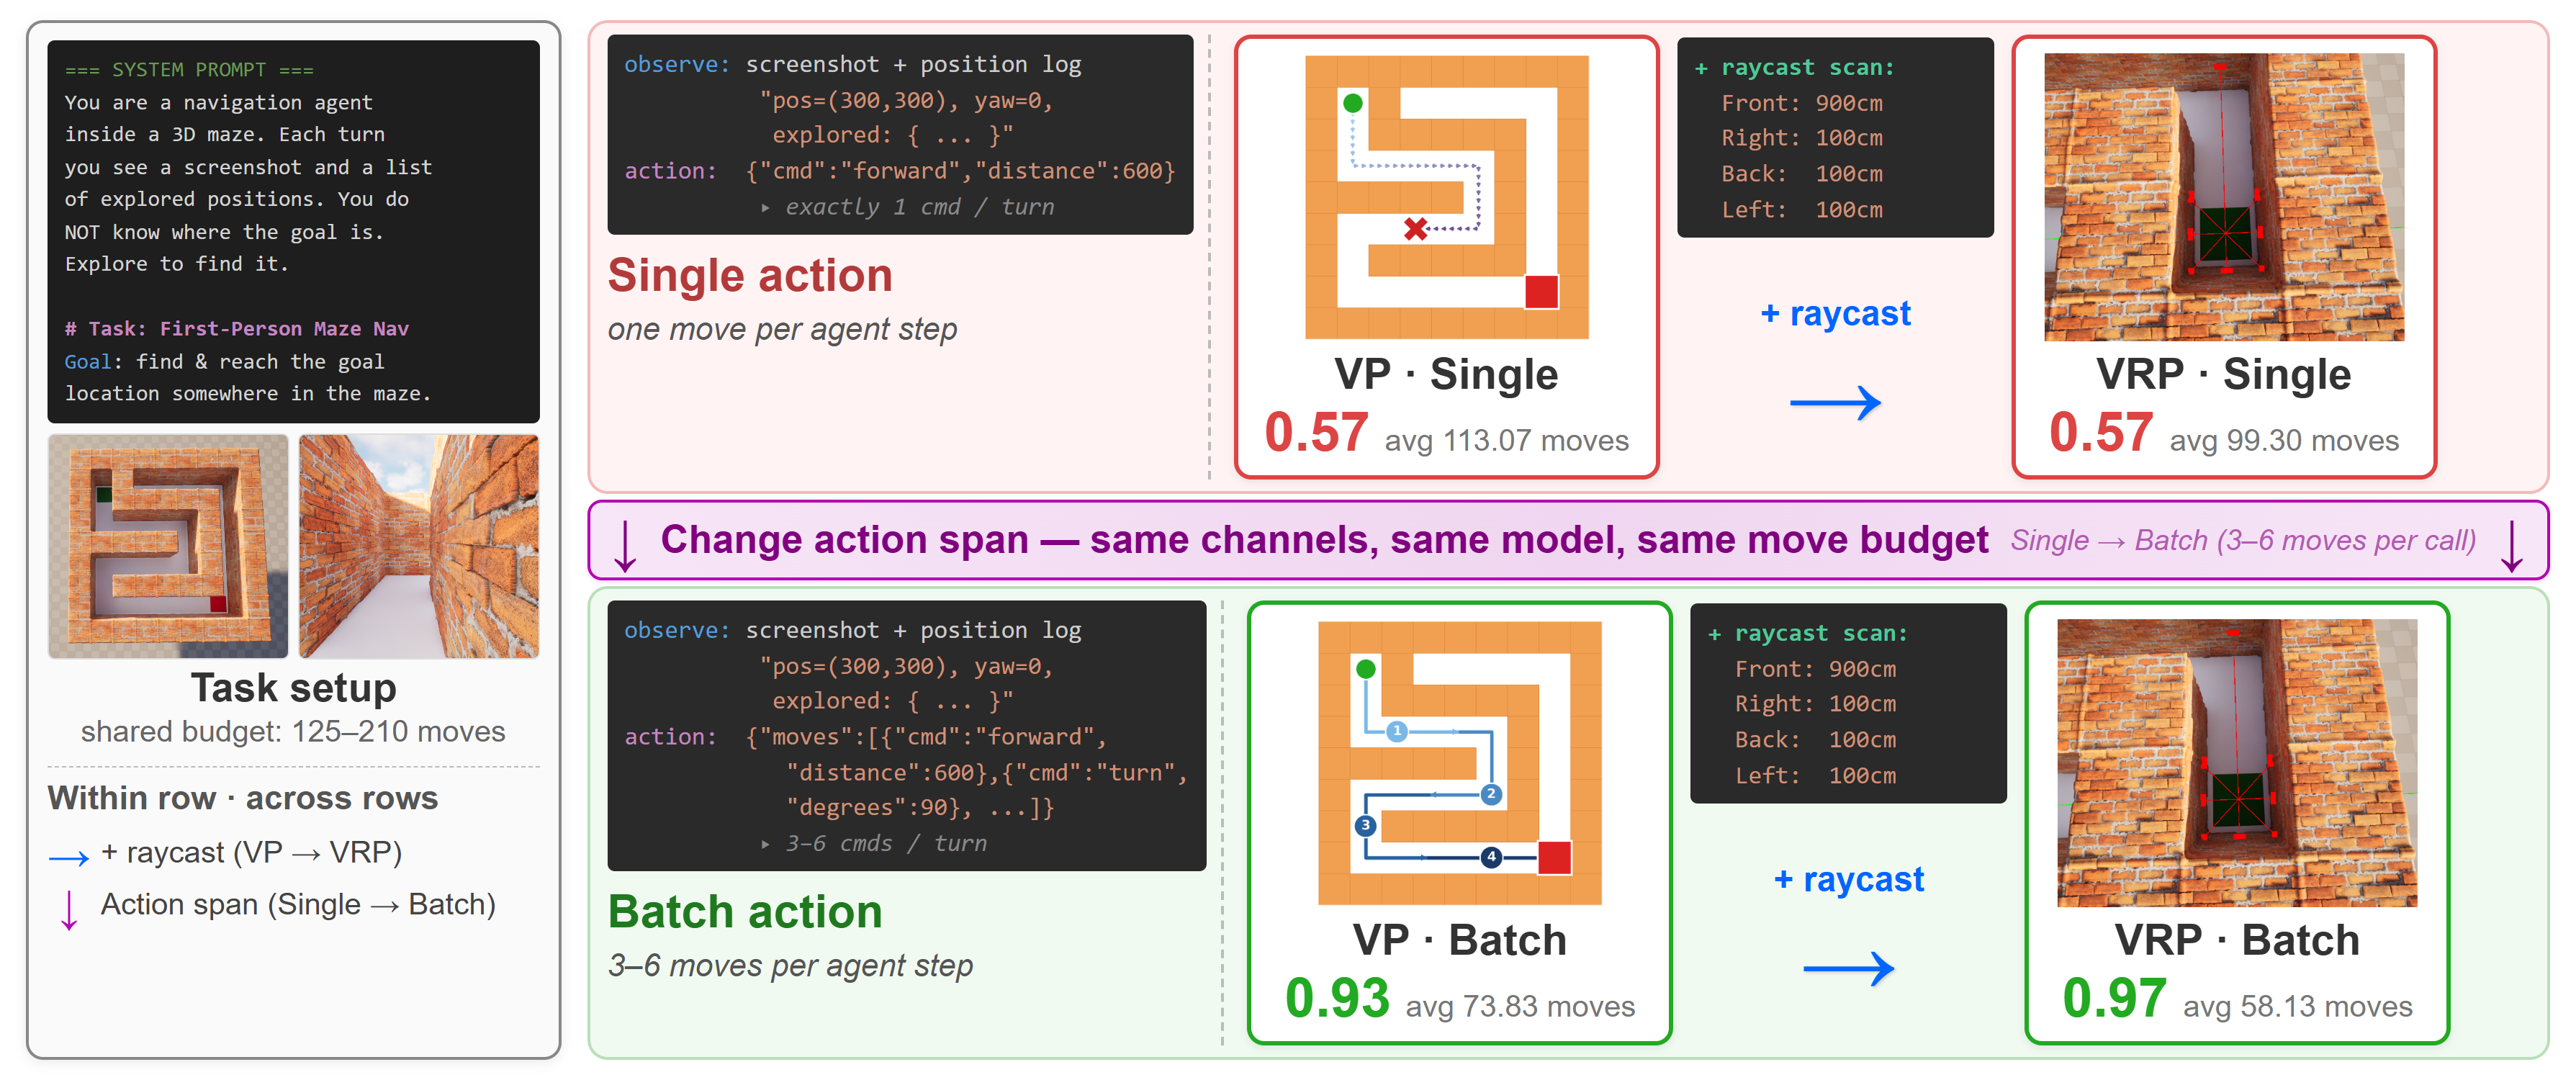 === SYSTEM PROMPT ===
You are a navigation agent
inside a 3D maze. Each turn
you see a screenshot and a list
of explored positions. You do
NOT know where the goal is.
Explore to find it.
# Task: First-Person Maze Nav
Goal: find & reach the goal
location somewhere in the maze.
Task setup
shared budget: 125–210 moves
Within row · across rows
→ + raycast (VP → VRP)
↓ Action span (Single → Batch)
observe: screenshot + position log
"pos=(300,300), yaw=0,
explored: { ... }"
action: {"cmd":"forward","distance":600}
▸ exactly 1 cmd / turn
Single action
one move per agent step
VP · Single
0.57 avg 113.07 moves
+ raycast scan:
Front: 900cm
Right: 100cm
Back: 100cm
Left: 100cm
+ raycast
→
VRP · Single
0.57 avg 99.30 moves
↓ Change action span — same channels, same model, same move budget Single → Batch (3–6 moves per call) ↓
observe: screenshot + position log
"pos=(300,300), yaw=0,
explored: { ... }"
action: {"moves":[{"cmd":"forward",
"distance":600},{"cmd":"turn",
"degrees":90}, ...]}
▸ 3–6 cmds / turn
Batch action
3–6 moves per agent step
1
2
3
4
VP · Batch
0.93 avg 73.83 moves
+ raycast scan:
Front: 900cm
Right: 100cm
Back: 100cm
Left: 100cm
+ raycast
→
VRP · Batch
0.97 avg 58.13 moves